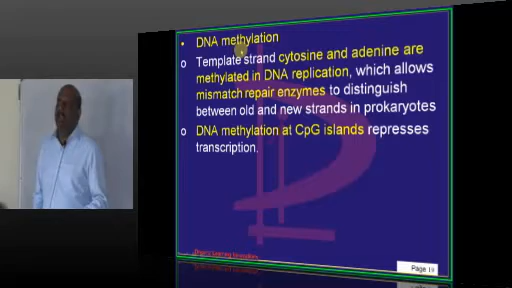 • DNA methylation
o Template strand cytosine and adenine are
methylated in DNA replication, which allows
mismatch repair enzymes to distinguish
between old and new strands in prokaryotes
o DNA methylation at CpG islands represses
transcription.
Page 19